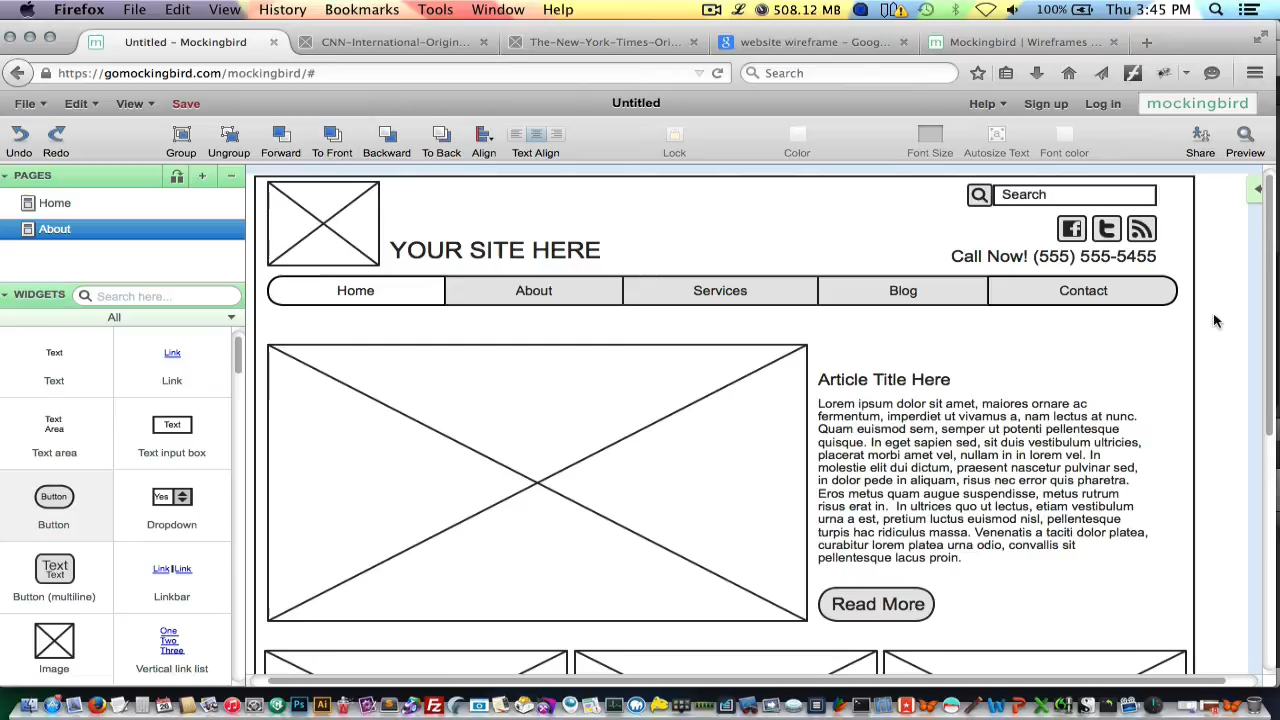 Firefox File Edit View History Bookmarks Tools Window Help 508.12 MB 100% Thu 3:45 PM
Untitled – Mockingbird CNN-International-Origin... The-New-York-Times-Ori... website wireframe - Goog... Mockingbird | Wireframes ...
https://gomockingbird.com/mockingbird/# Search
File Edit View Save Untitled Help Sign up Log in mockingbird
Undo Redo Group Ungroup Forward To Front Backward To Back Align Text Align Lock Color Font Size Autosize Text Font color Share Preview
PAGES
Home
About
WIDGETS Search here...
All
Text Link
Text Link
Text
Area Text
Text area Text input box
Button Yes
Button Dropdown
Text
Text Link Link
Button (multiline) Linkbar
One
Two
Three
Image Vertical link list
Search
YOUR SITE HERE
Call Now! (555) 555-5455
Home About Services Blog Contact
Article Title Here
Lorem ipsum dolor sit amet, maiores ornare ac
fermentum, imperdiet ut vivamus a, nam lectus at nunc.
Quam euismod sem, semper ut potenti pellentesque
quisque. In eget sapien sed, sit duis vestibulum ultricies,
placerat morbi amet vel, nullam in in lorem vel. In
molestie elit dui dictum, praesent nascetur pulvinar sed,
in dolor pede in aliquam, risus nec error quis pharetra.
Eros metus quam augue suspendisse, metus rutrum
risus erat in. In ultrices quo ut lectus, etiam vestibulum
urna a est, pretium luctus euismod nisl, pellentesque
turpis hac ridiculus massa. Venenatis a taciti dolor platea,
curabitur lorem platea urna odio, convallis sit
pellentesque lacus proin.
Read More